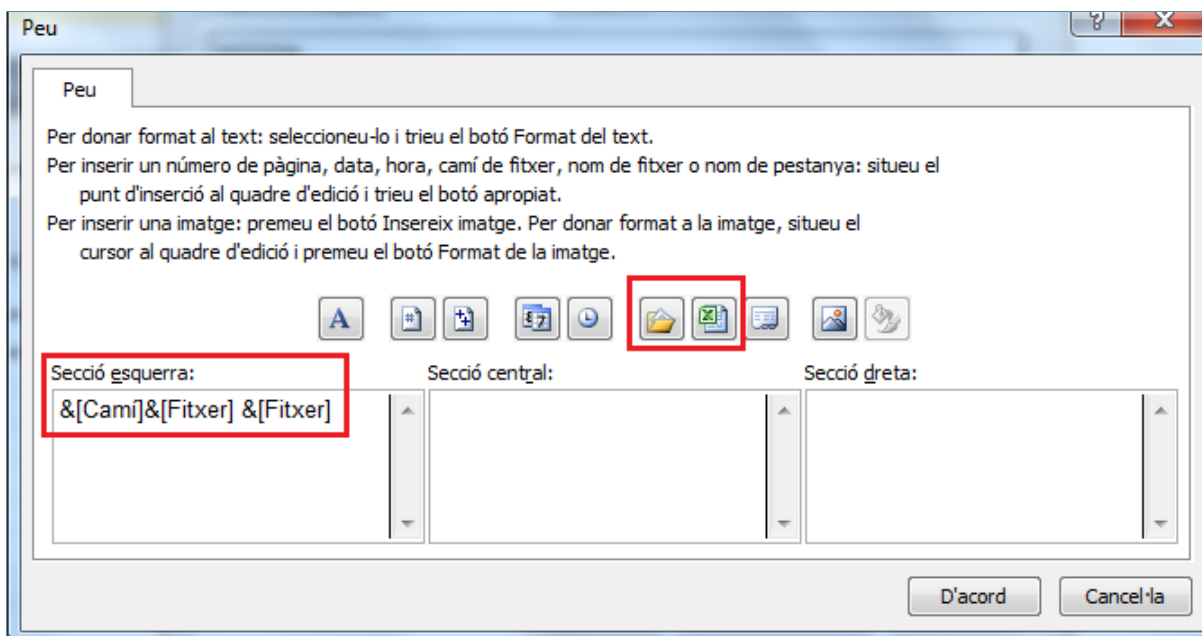 Peu
Peu
Per donar format al text: seleccioneu-lo i trieu el botó Format del text.
Per inserir un número de pàgina, data, hora, camí de fitxer, nom de fitxer o nom de pestanya: situeu el
punt d'inserció al quadre d'edició i trieu el botó apropiat.
Per inserir una imatge: premeu el botó Insereix imatge. Per donar format a la imatge, situeu el
cursor al quadre d'edició i premeu el botó Format de la imatge.
A
Secció esquerra:
Secció central:
Secció dreta:
&[Camí]&[Fitxer] &[Fitxer]
D'acord
Cancel·la